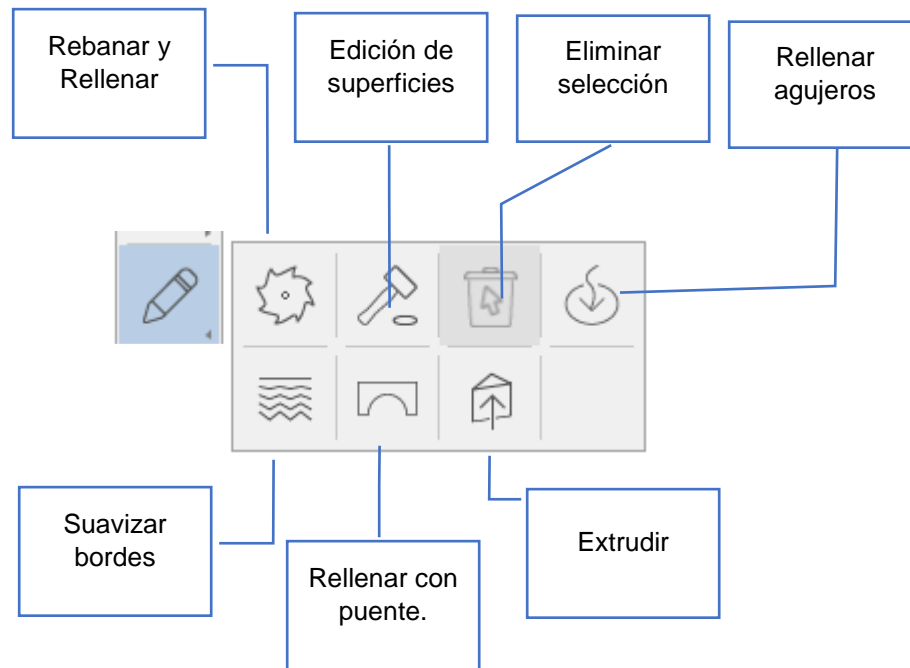 Rebanar y
Rellenar
Edición de
superficies
Eliminar
selección
Rellenar
agujeros
Suavizar
bordes
Rellenar con
puente.
Extrudir